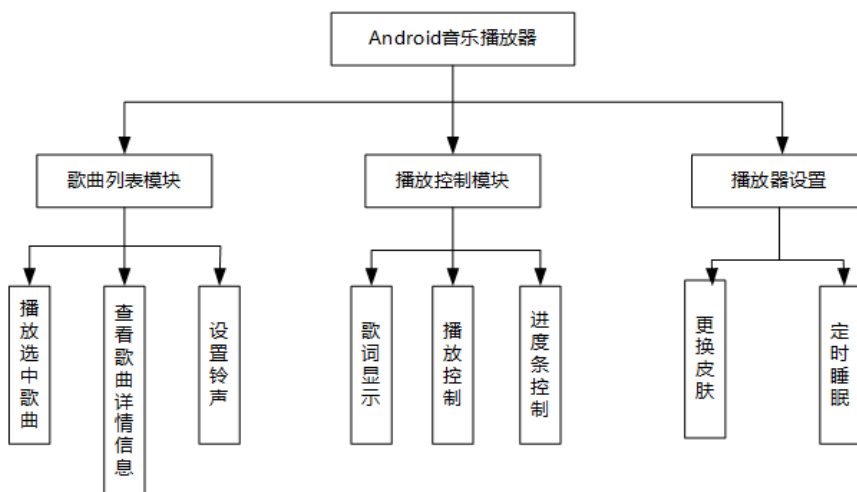 Android音乐播放器
歌曲列表模块
播放控制模块
播放器设置
播放选中歌曲
查看歌曲详情信息
设置铃声
歌词显示
播放控制
进度条控制
更换皮肤
定时睡眠